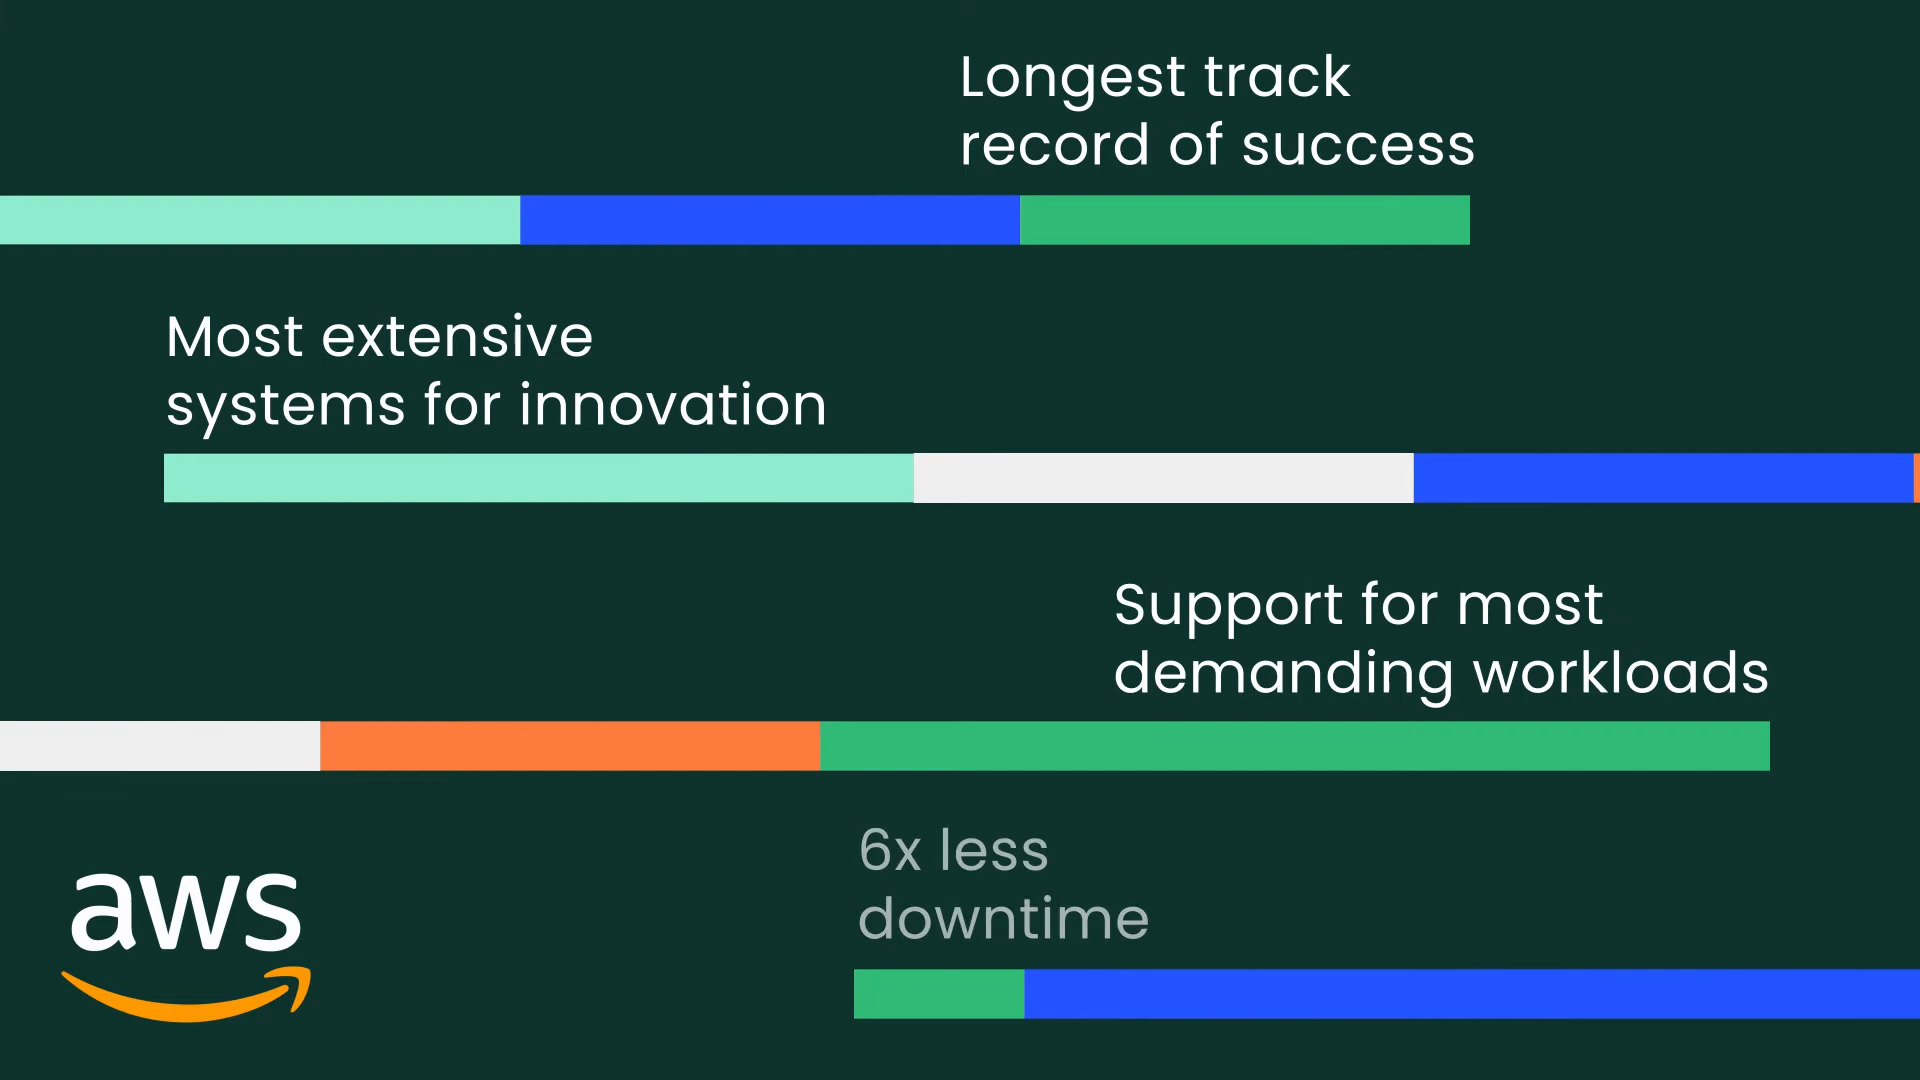 Longest track
record of success
Most extensive
systems for innovation
Support for most
demanding workloads
6x less
downtime
aws